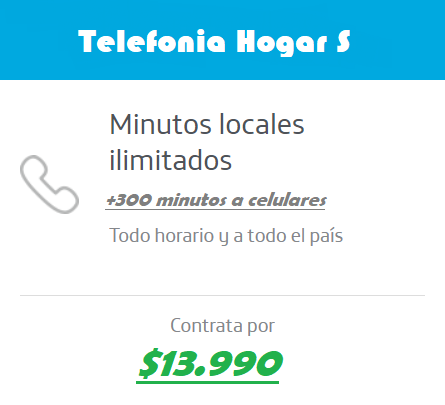 Telefonia Hogar S
Minutos locales
ilimitados
+300 minutos a celulares
Todo horario y a todo el país
Contrata por
$13.990